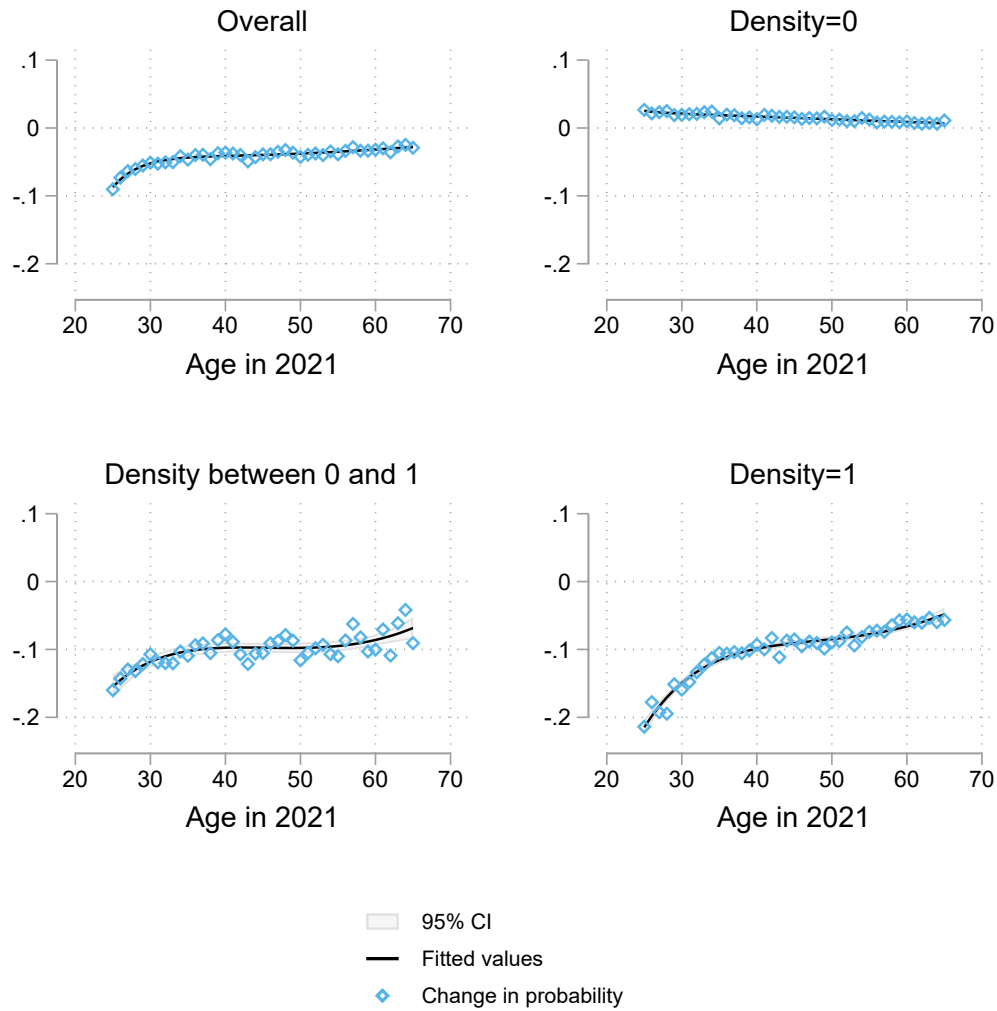 Overall
Density=0
.1
0
-.1
-.2
20 30 40 50 60 70
Age in 2021
.1
0
-.1
-.2
20 30 40 50 60 70
Age in 2021
Density between 0 and 1
Density=1
.1
0
-.1
-.2
20 30 40 50 60 70
Age in 2021
.1
0
-.1
-.2
20 30 40 50 60 70
Age in 2021
95% CI
Fitted values
Change in probability